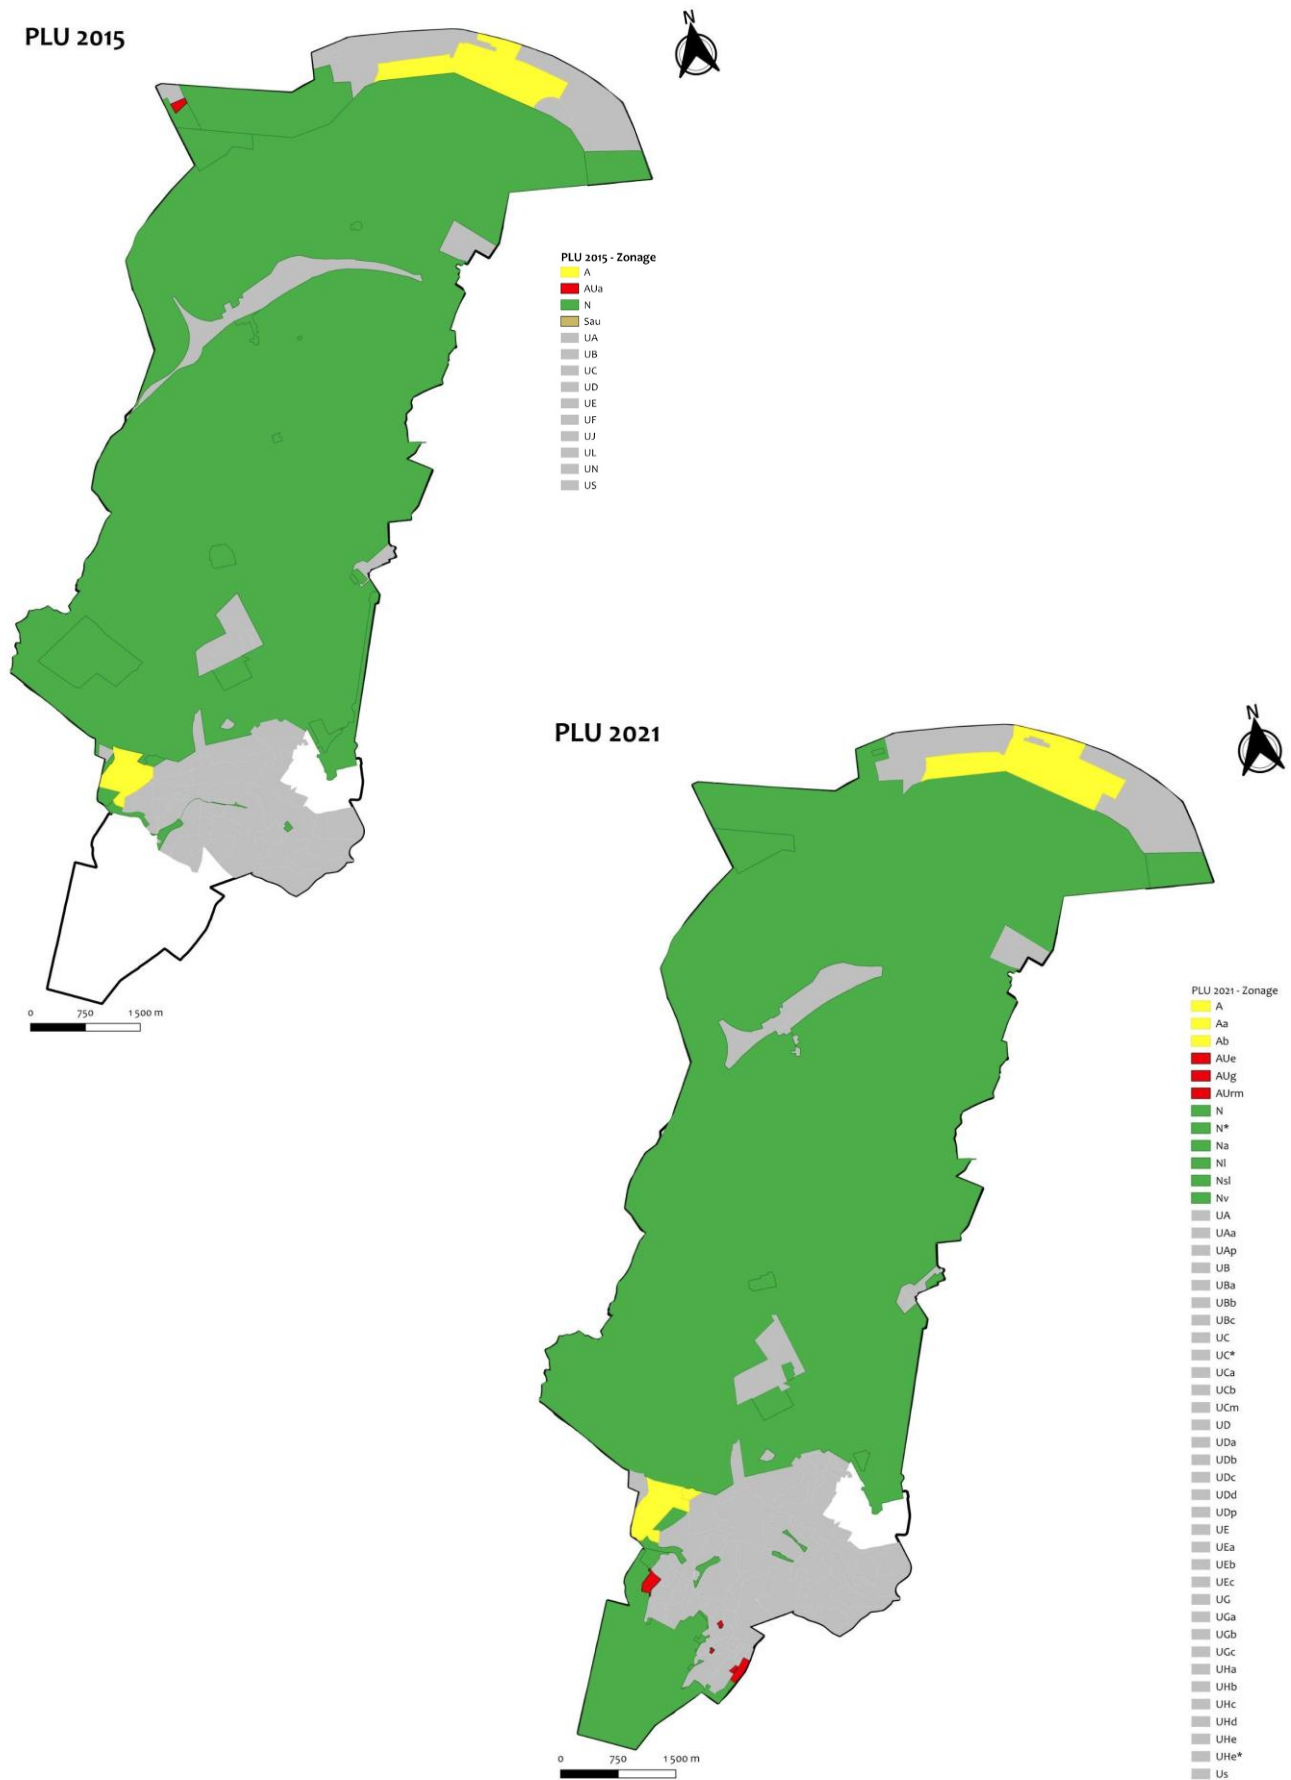 PLU 2015
N
PLU 2015 - Zonage
A
AUa
N
Sau
UA
UB
UC
UD
UE
UF
UJ
UL
UN
US
0 750 1 500 m
PLU 2021
N
PLU 2021 - Zonage
A
Aa
Ab
AUe
AUg
AUrm
N
N*
Na
Nl
Nsl
Nv
UA
UAa
UAp
UB
UBa
UBb
UBc
UC
UC*
UCa
UCb
UCm
UD
UDa
UDb
UDc
UDd
UDp
UE
UEa
UEb
UEc
UG
UGa
UGb
UGc
UHa
UHb
UHc
UHd
UHe
UHe*
Us
0 750 1 500 m